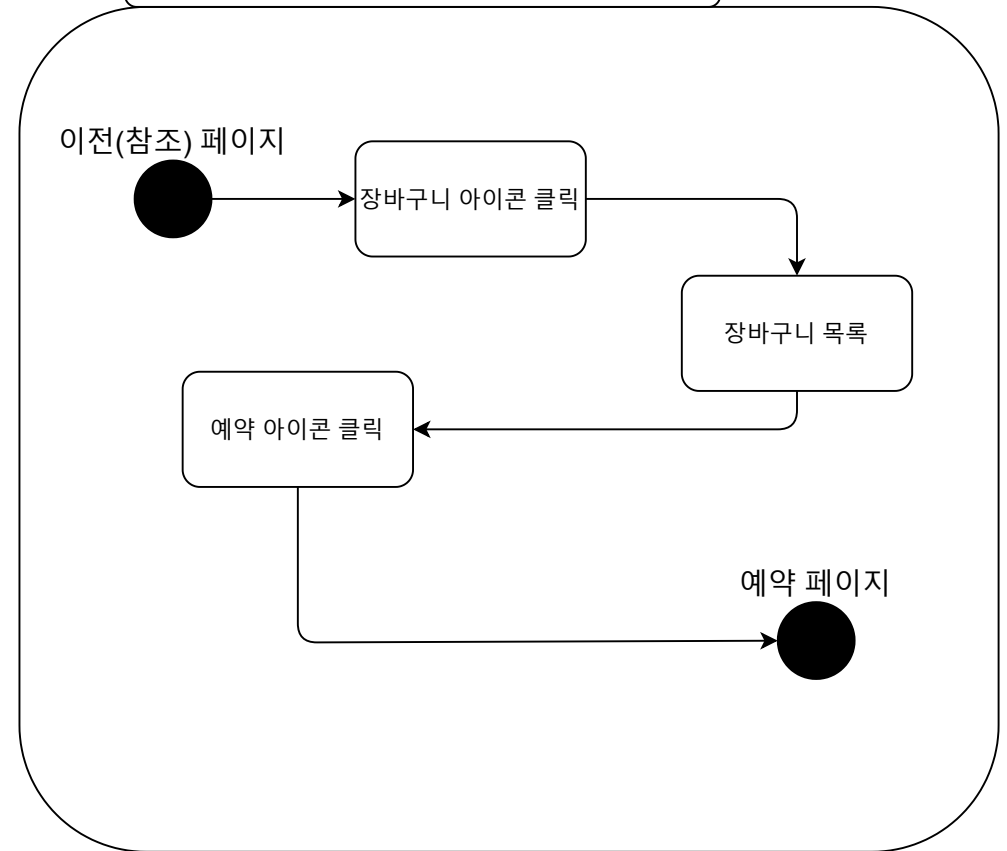 이전(참조) 페이지
장바구니 아이콘 클릭
장바구니 목록
예약 아이콘 클릭
예약 페이지